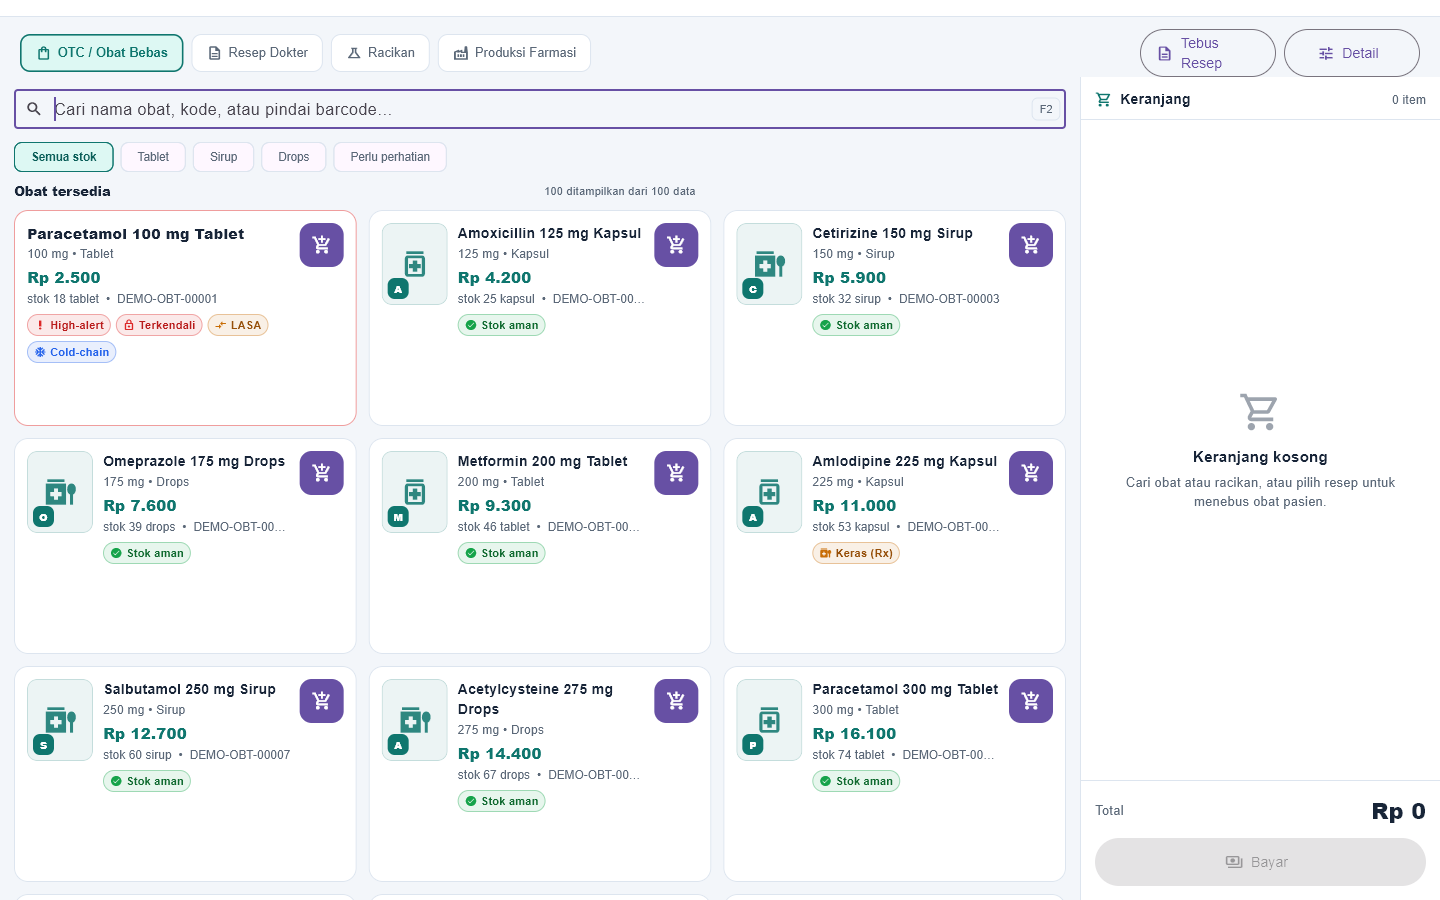 OTC / Obat Bebas
Resep Dokter
Racikan
Produksi Farmasi
Tebus
Resep
Detail
Cari nama obat, kode, atau pindai barcode...
F2
Semua stok
Tablet
Sirup
Drops
Perlu perhatian
Obat tersedia
100 ditampilkan dari 100 data
Paracetamol 100 mg Tablet
100 mg • Tablet
Rp 2.500
stok 18 tablet • DEMO-OBT-00001
High-alert
Terkendali
LASA
Cold-chain
Amoxicillin 125 mg Kapsul
125 mg • Kapsul
Rp 4.200
stok 25 kapsul • DEMO-OBT-00...
A
Stok aman
Cetirizine 150 mg Sirup
150 mg • Sirup
Rp 5.900
stok 32 sirup • DEMO-OBT-00003
C
Stok aman
Omeprazole 175 mg Drops
175 mg • Drops
Rp 7.600
stok 39 drops • DEMO-OBT-00...
O
Stok aman
Metformin 200 mg Tablet
200 mg • Tablet
Rp 9.300
stok 46 tablet • DEMO-OBT-00...
M
Stok aman
Amlodipine 225 mg Kapsul
225 mg • Kapsul
Rp 11.000
stok 53 kapsul • DEMO-OBT-00...
A
Keras (Rx)
Salbutamol 250 mg Sirup
250 mg • Sirup
Rp 12.700
stok 60 sirup • DEMO-OBT-00007
S
Stok aman
Acetylcysteine 275 mg
Drops
275 mg • Drops
Rp 14.400
stok 67 drops • DEMO-OBT-00...
A
Stok aman
Paracetamol 300 mg Tablet
300 mg • Tablet
Rp 16.100
stok 74 tablet • DEMO-OBT-00...
P
Stok aman
Keranjang
0 item
Keranjang kosong
Cari obat atau racikan, atau pilih resep untuk
menebus obat pasien.
Total
Rp 0
Bayar